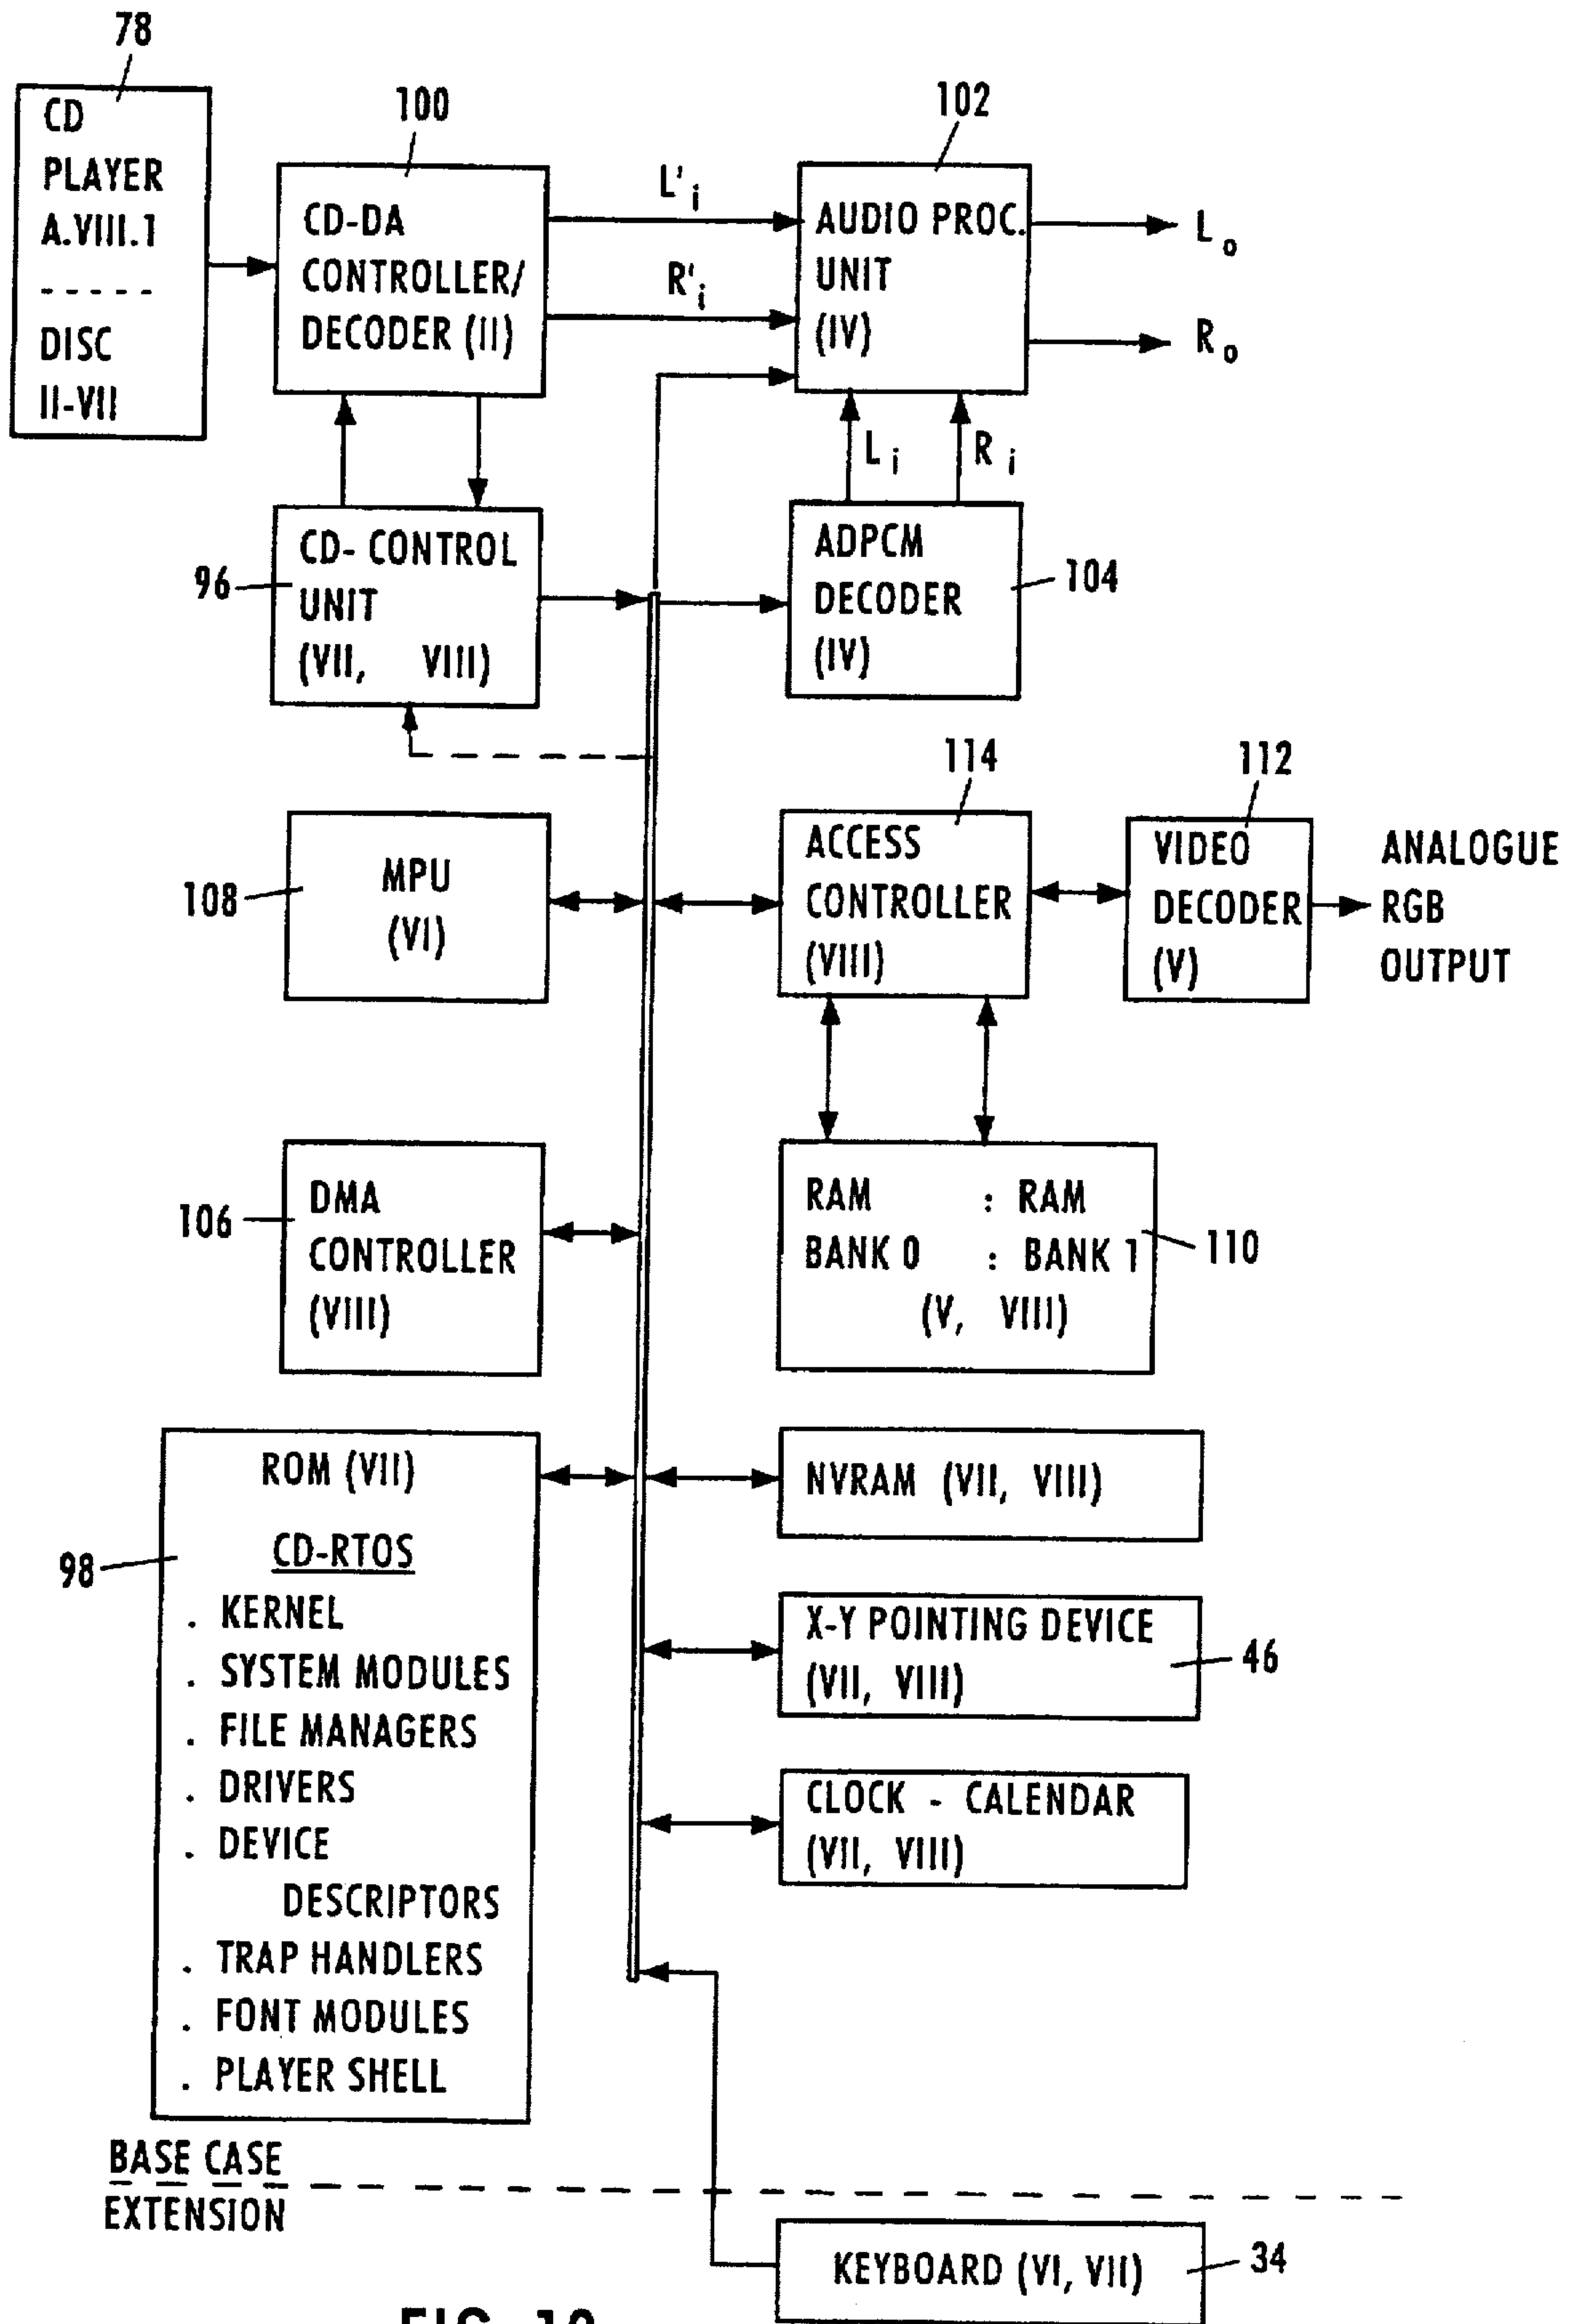 78
CD
PLAYER
A.VIII.1
- - - - -
DISC
II-VII
100
CD-DA
CONTROLLER/
DECODER (II)
L'i
R'i
102
AUDIO PROC.
UNIT
(IV)
Lo
Ro
Li
Ri
96
CD- CONTROL
UNIT
(VII, VIII)
ADPCM
DECODER
(IV)
104
108
MPU
(VI)
114
ACCESS
CONTROLLER
(VIII)
112
VIDEO
DECODER
(V)
ANALOGUE
RGB
OUTPUT
106
DMA
CONTROLLER
(VIII)
RAM : RAM
BANK 0 : BANK 1
(V, VIII)
110
98
ROM (VII)
CD-RTOS
. KERNEL
. SYSTEM MODULES
. FILE MANAGERS
. DRIVERS
. DEVICE
DESCRIPTORS
. TRAP HANDLERS
. FONT MODULES
. PLAYER SHELL
NVRAM (VII, VIII)
X-Y POINTING DEVICE
(VII, VIII)
46
CLOCK - CALENDAR
(VII, VIII)
BASE CASE
EXTENSION
KEYBOARD (VI, VII)
34